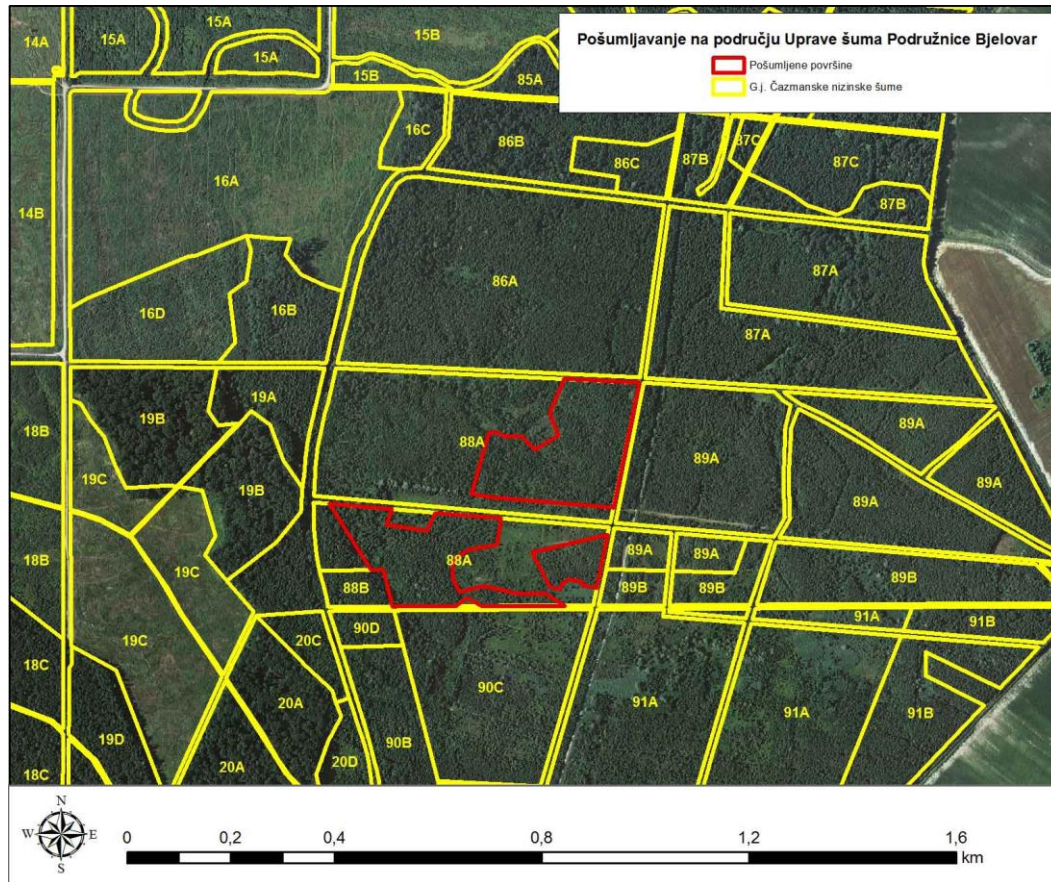 Pošumljavanje na području Uprave šuma Podružnice Bjelovar
Pošumljene površine
G.j. Čazmanske nizinske šume
14A
15A
15A
15B
15B
85A
16C
86B
86C
87B
87C
87C
87B
16A
14B
86A
87A
87A
16D
16B
19A
19B
18B
19C
88A
89A
89A
89A
89A
19B
18B
19C
88A
89A
89A
88B
89B
89B
89B
19C
18C
20C
90D
91A
91B
90C
20A
91A
91A
91B
19D
90B
18C
20A
20D
N
W E
S
0 0,2 0,4 0,8 1,2 1,6
km